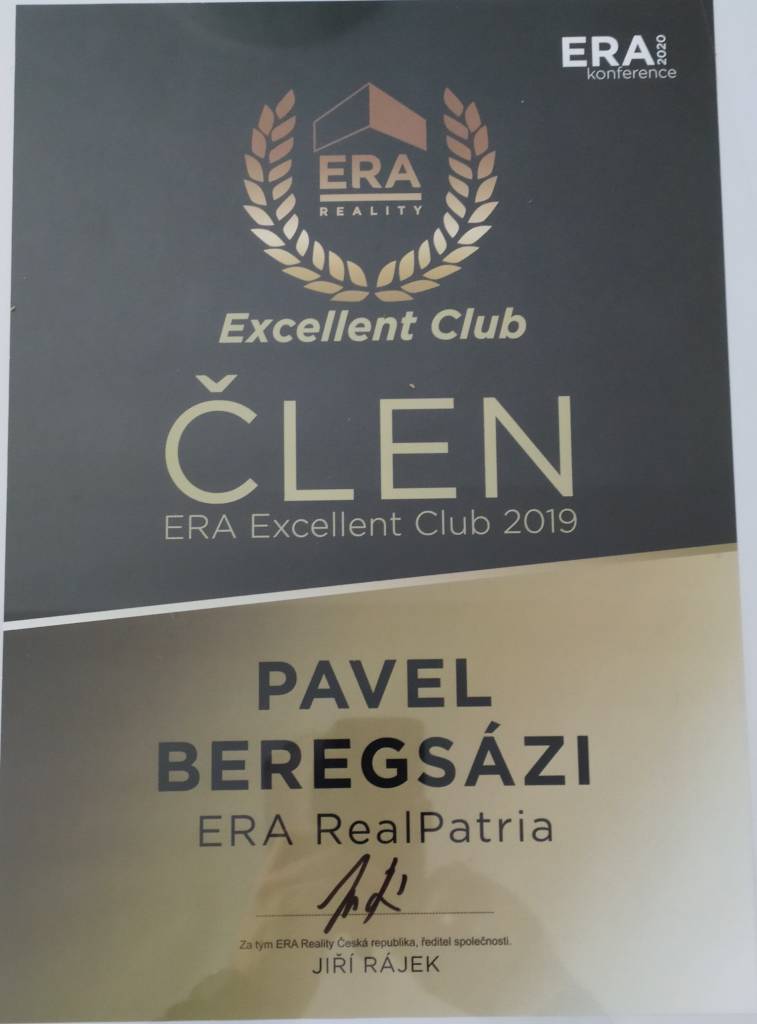 ERA 2020
konference
ERA
REALITY
Excellent Club
ČLEN
ERA Excellent Club 2019
PAVEL
BEREGSÁZI
ERA RealPatria
Za tým ERA Reality Česká republika, ředitel společnosti.
JIŘÍ RÁJEK